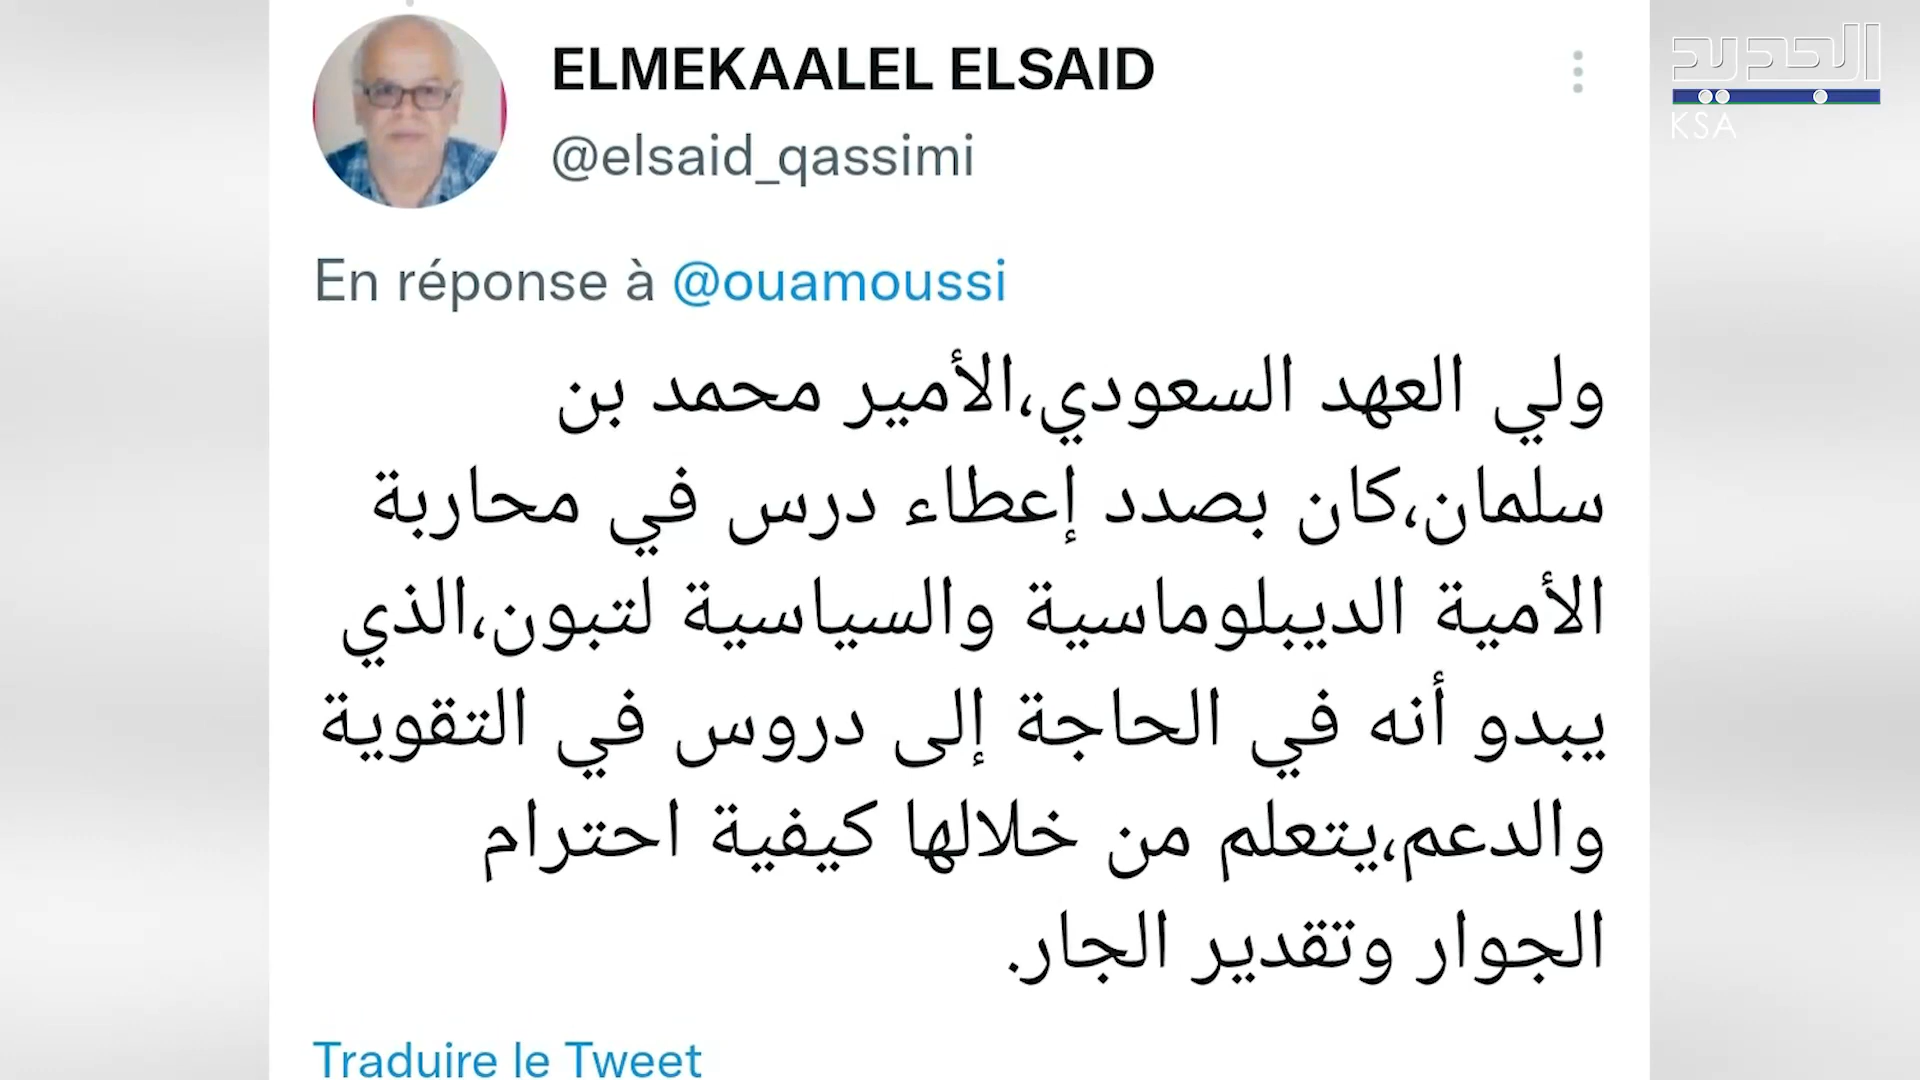 ELMEKAALEL ELSAID
الجديد
KSA
@elsaid_qassimi
En réponse à @ouamoussi
ولي العهد السعودي،الأمير محمد بن
سلمان،كان بصدد إعطاء درس في محاربة
الأمية الديبلوماسية والسياسية لتبون،الذي
يبدو أنه في الحاجة إلى دروس في التقوية
والدعم،يتعلم من خلالها كيفية احترام
الجوار وتقدير الجار.
Traduire le Tweet